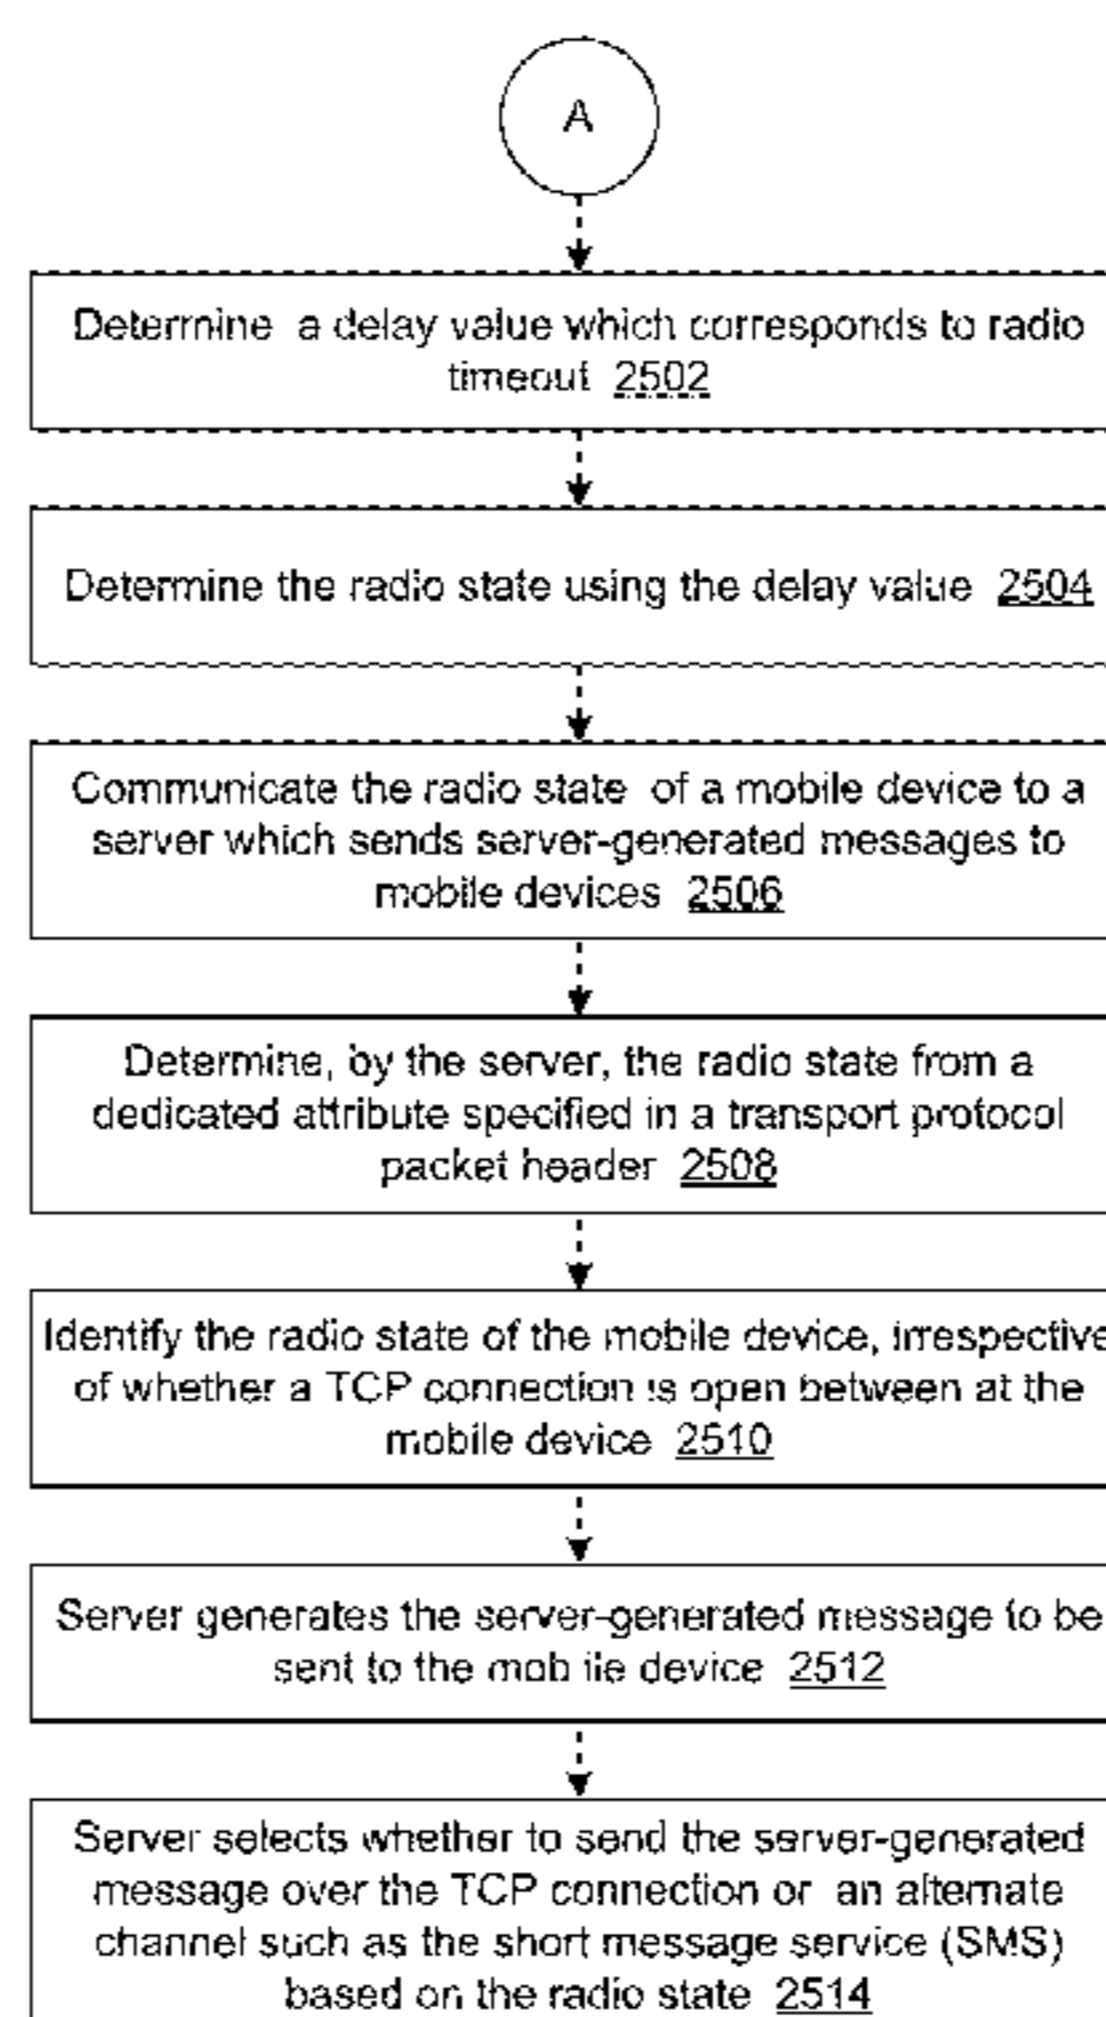 A
Determine a delay value which corresponds to radio
timeout 2502
Determine the radio state using the delay value 2504
Communicate the radio state of a mobile device to a
server which sends server-generated messages to
mobile devices 2506
Determine, by the server, the radio state from a
dedicated attribute specified in a transport protocol
packet header 2508
Identify the radio state of the mobile device, irrespective
of whether a TCP connection is open between at the
mobile device 2510
Server generates the server-generated message to be
sent to the mobile device 2512
Server selects whether to send the server-generated
message over the TCP connection or an alternate
channel such as the short message service (SMS)
based on the radio state 2514